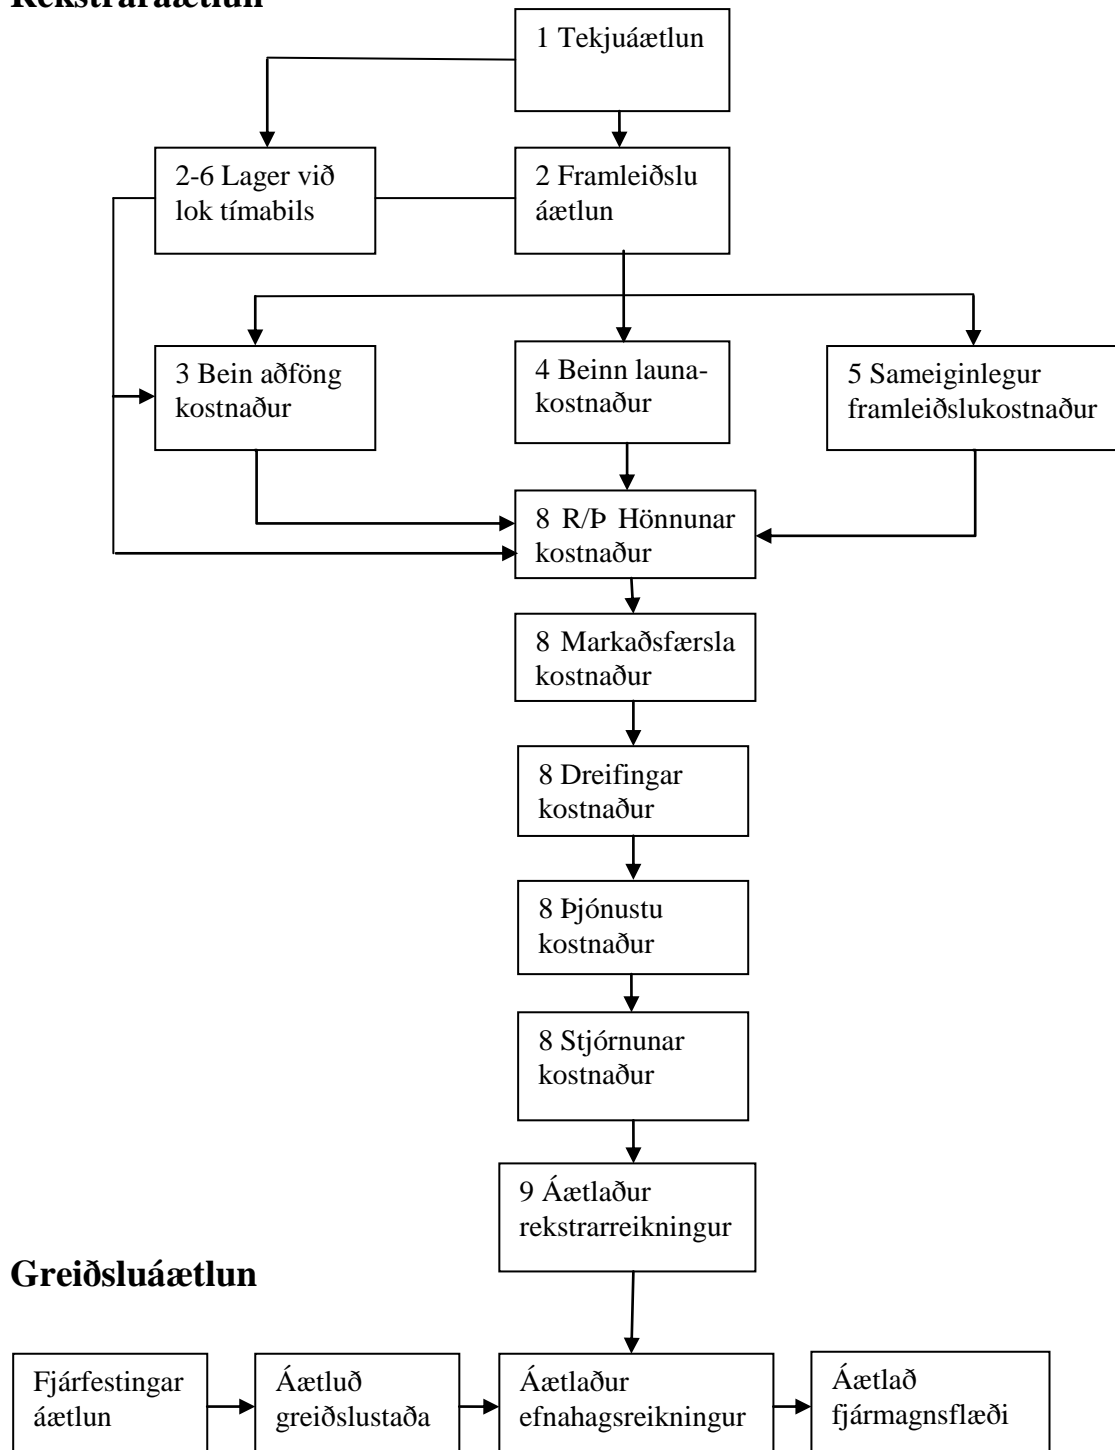 Rekstraráætlun
1 Tekjuáætlun
2-6 Lager við
lok tímabils
2 Framleiðslu
áætlun
3 Bein aðföng
kostnaður
4 Beinn launa-
kostnaður
5 Sameiginlegur
framleiðslukostnaður
8 R/Þ Hönnunar
kostnaður
8 Markaðsfærsla
kostnaður
8 Dreifingar
kostnaður
8 Þjónustu
kostnaður
8 Stjórnunar
kostnaður
9 Áætlaður
rekstrarreikningur
Greiðsluáætlun
Fjárfestingar
áætlun
Áætluð
greiðslustaða
Áætlaður
efnahagsreikningur
Áætlað
fjármagnsflæði